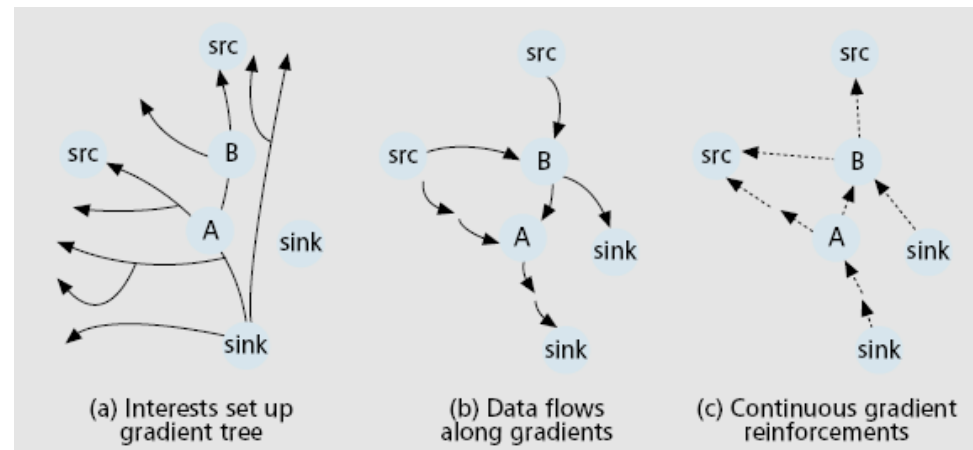 src
src
B
A
sink
sink
(a) Interests set up
gradient tree
src
src
B
A
sink
sink
(b) Data flows
along gradients
src
src
B
A
sink
sink
(c) Continuous gradient
reinforcements